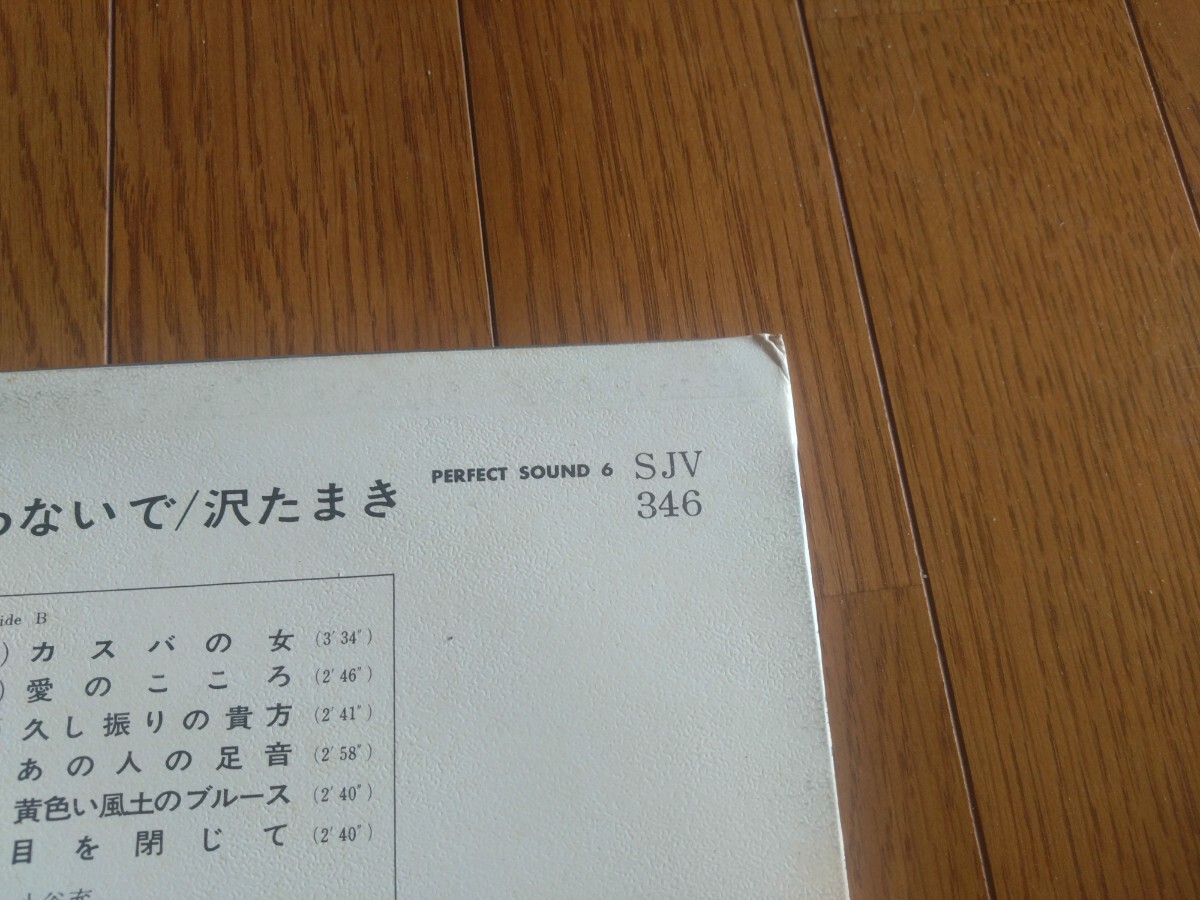 ないで/沢たまき
PERFECT SOUND 6 SJV
346
ide B
) カスバの女 (3′34″)
) 愛のこころ (2′46″)
久し振りの貴方 (2′41″)
あの人の足音 (2′58″)
黄色い風土のブルース (2′40″)
目を閉じて (2′40″)